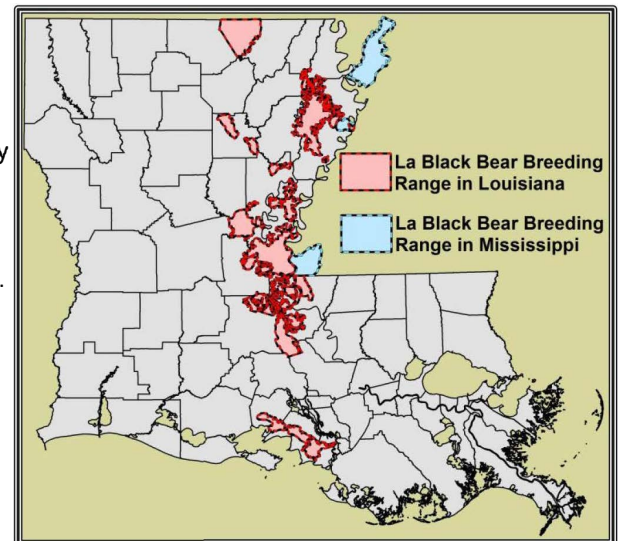 y
La Black Bear Breeding
Range in Louisiana
La Black Bear Breeding
Range in Mississippi
.